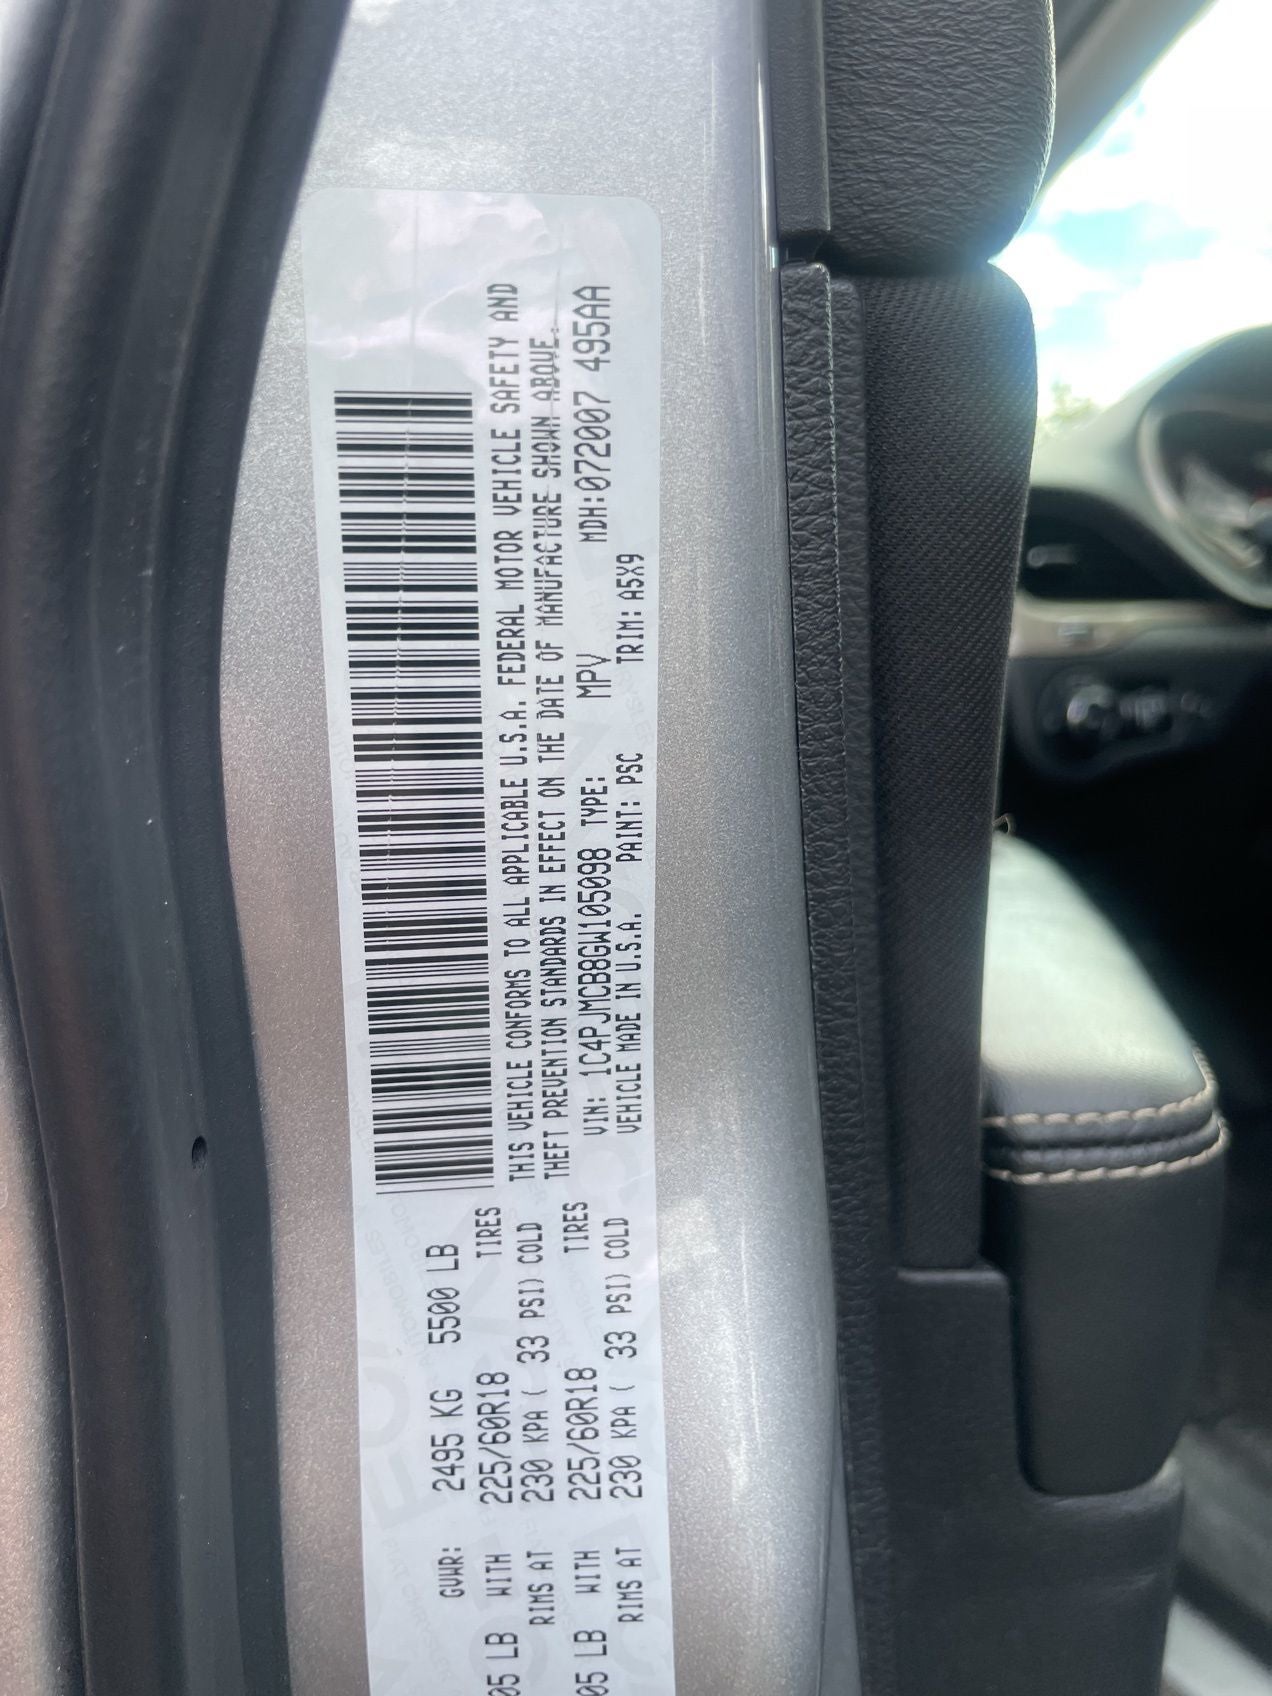 GVWR: 2495 KG 5500 LB
05 LB WITH 225/60R18 TIRES
RIMS AT 230 KPA ( 33 PSI) COLD
05 LB WITH 225/60R18 TIRES
RIMS AT 230 KPA ( 33 PSI) COLD
THIS VEHICLE CONFORMS TO ALL APPLICABLE U.S.A. FEDERAL MOTOR VEHICLE SAFETY AND
THEFT PREVENTION STANDARDS IN EFFECT ON THE DATE OF MANUFACTURE SHOWN ABOVE.
VIN: 1C4PJMCB8GW105098 TYPE: MPV MDH:072007 495AA
VEHICLE MADE IN U.S.A. PAINT: PSC TRIM: A5X9